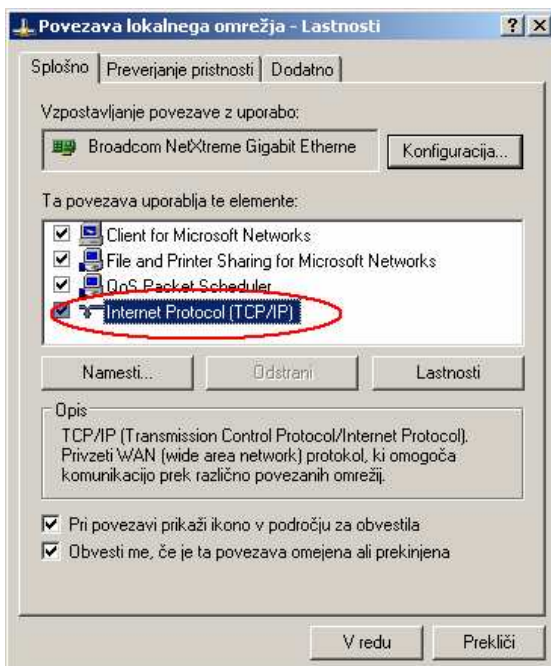 Povezava lokalnega omrežja - Lastnosti
Splošno Preverjanje pristnosti Dodatno
Vzpostavljanje povezave z uporabo:
Broadcom NetXtreme Gigabit Etherne Konfiguracija...
Ta povezava uporablja te elemente:
Client for Microsoft Networks
File and Printer Sharing for Microsoft Networks
QoS Packet Scheduler
Internet Protocol (TCP/IP)
Namesti... Odstrani Lastnosti
Opis
TCP/IP (Transmission Control Protocol/Internet Protocol).
Privzeti WAN (wide area network) protokol, ki omogoča
komunikacijo prek različno povezanih omrežij.
Pri povezavi prikaži ikono v področju za obvestila
Obvesti me, če je ta povezava omejena ali prekinjena
V redu Prekliči